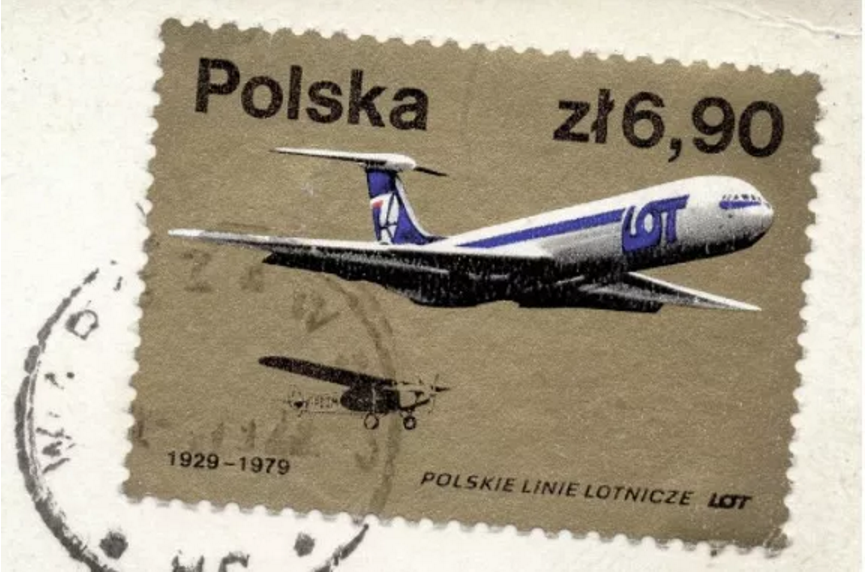 Polska zł6,90
LOT
1929-1979
POLSKIE LINIE LOTNICZE LOT